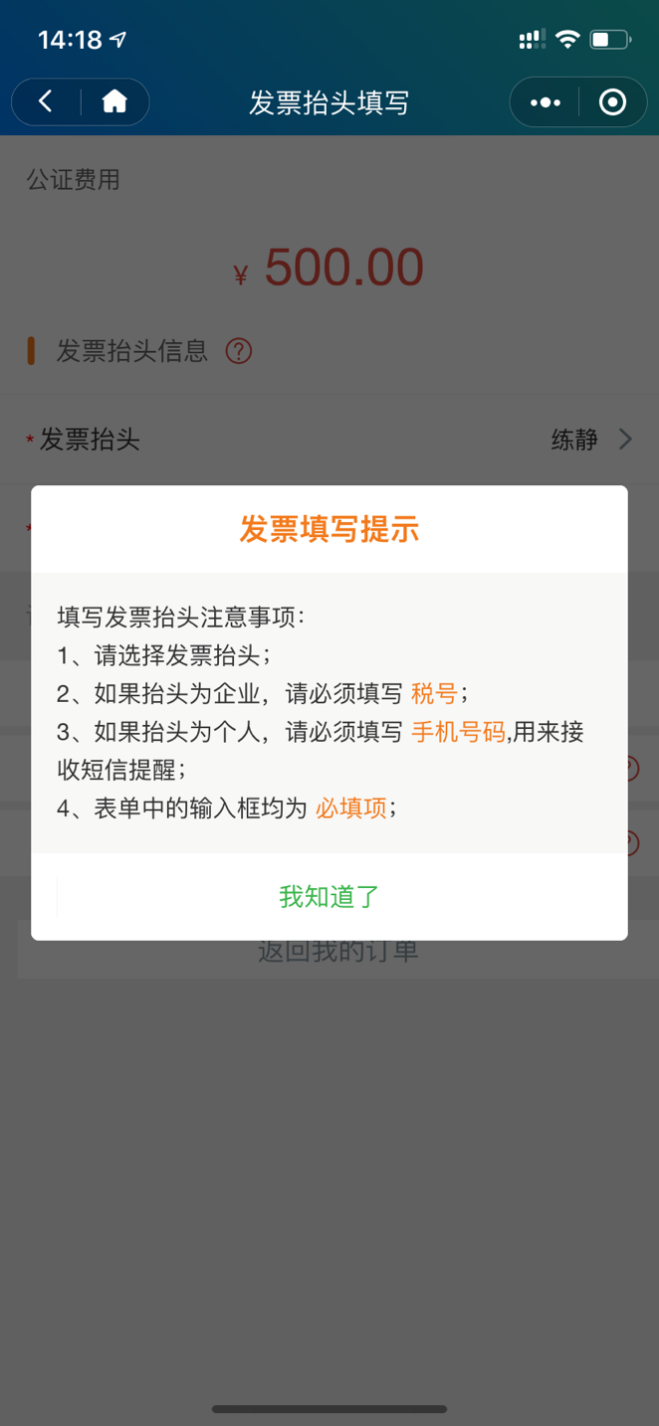 14:18
发票抬头填写
公证费用
¥ 500.00
发票抬头信息 ?
*发票抬头 练静
*
发票填写提示
填写发票抬头注意事项：
1、请选择发票抬头；
2、如果抬头为企业，请必须填写 税号；
3、如果抬头为个人，请必须填写 手机号码,用来接
收短信提醒；
4、表单中的输入框均为 必填项；
我知道了
返回我的订单